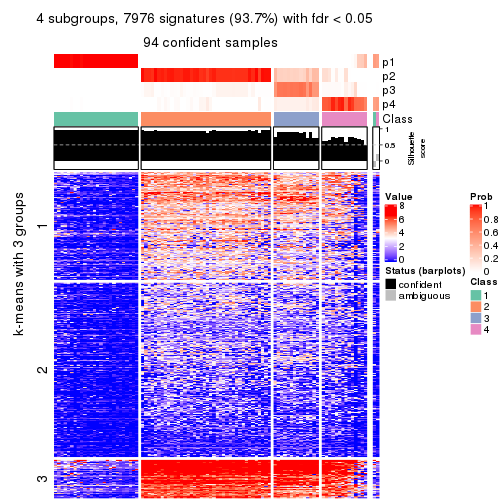 4 subgroups, 7976 signatures (93.7%) with fdr < 0.05
94 confident samples
p1
p2
p3
p4
Class
1
0.5
0
Silhouette
score
k-means with 3 groups
1
2
3
Value
8
6
4
2
0
Status (barplots)
confident
ambiguous
Prob
1
0.8
0.6
0.4
0.2
0
Class
1
2
3
4